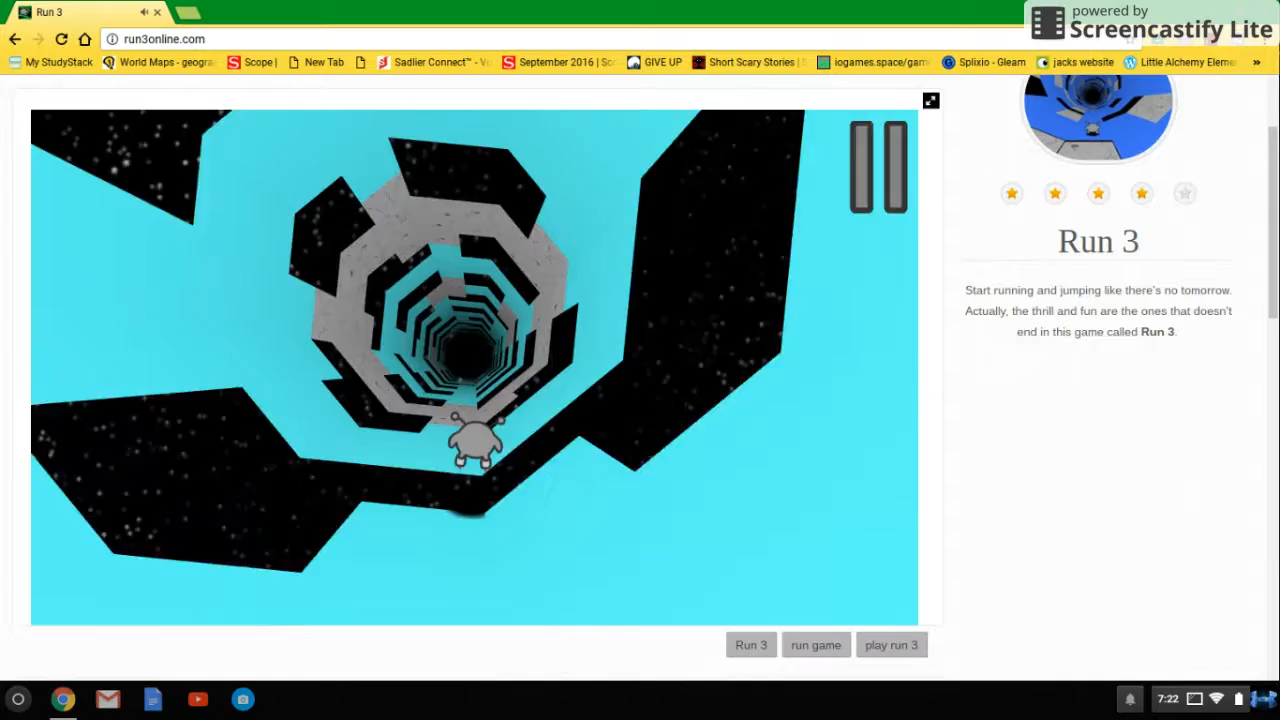 Run 3
powered by
Screencastify Lite
run3online.com
My StudyStack
World Maps - geogra
Scope |
New Tab
Sadlier Connect™ - V
September 2016 | Sc
GIVE UP
Short Scary Stories |
iogames.space/gam
Splixio - Gleam
jacks website
Little Alchemy Eleme
»
Run 3
Start running and jumping like there's no tomorrow.
Actually, the thrill and fun are the ones that doesn't
end in this game called Run 3.
Run 3
run game
play run 3
7:22